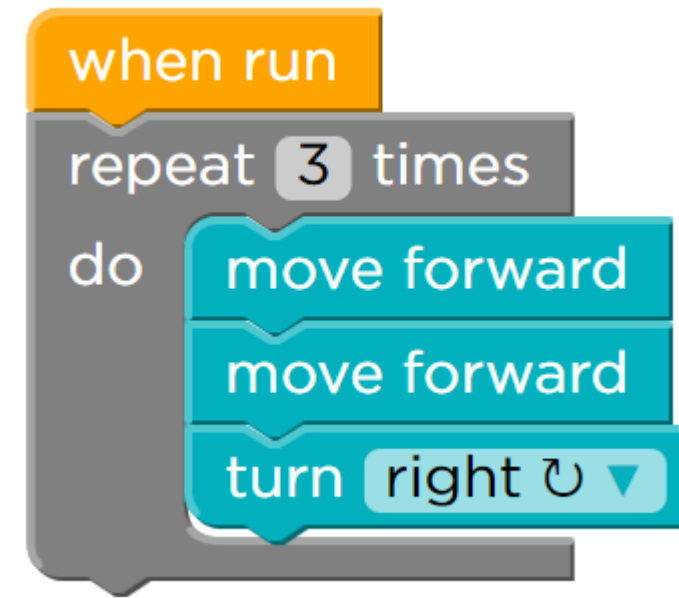 when run
repeat 3 times
do move forward
move forward
turn right ↻ ▼